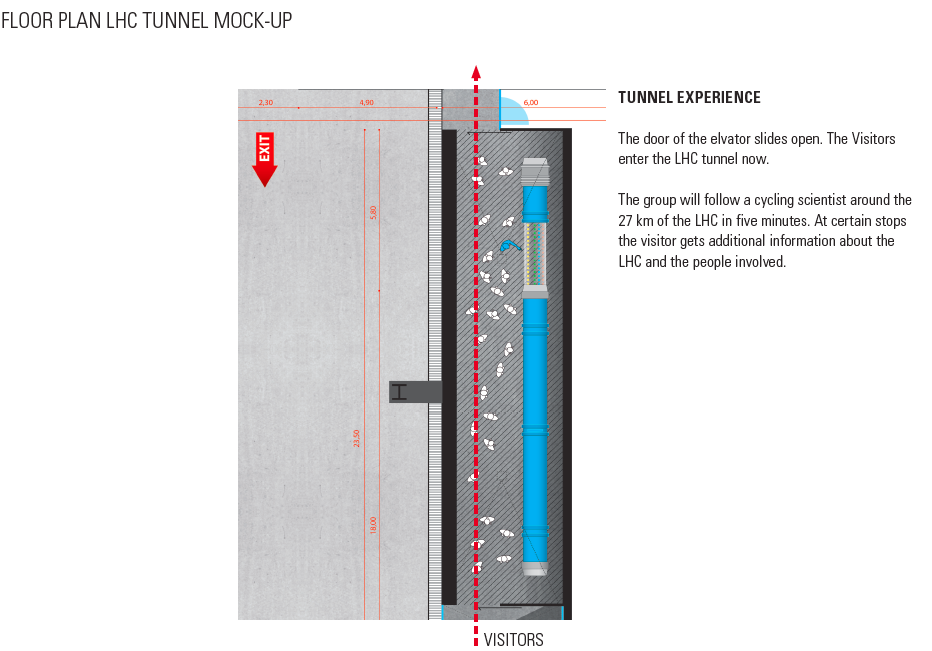 FLOOR PLAN LHC TUNNEL MOCK-UP
2,30
4,90
6,00
EXIT
5,80
23,50
18,00
VISITORS
TUNNEL EXPERIENCE
The door of the elvator slides open. The Visitors
enter the LHC tunnel now.
The group will follow a cycling scientist around the
27 km of the LHC in five minutes. At certain stops
the visitor gets additional information about the
LHC and the people involved.